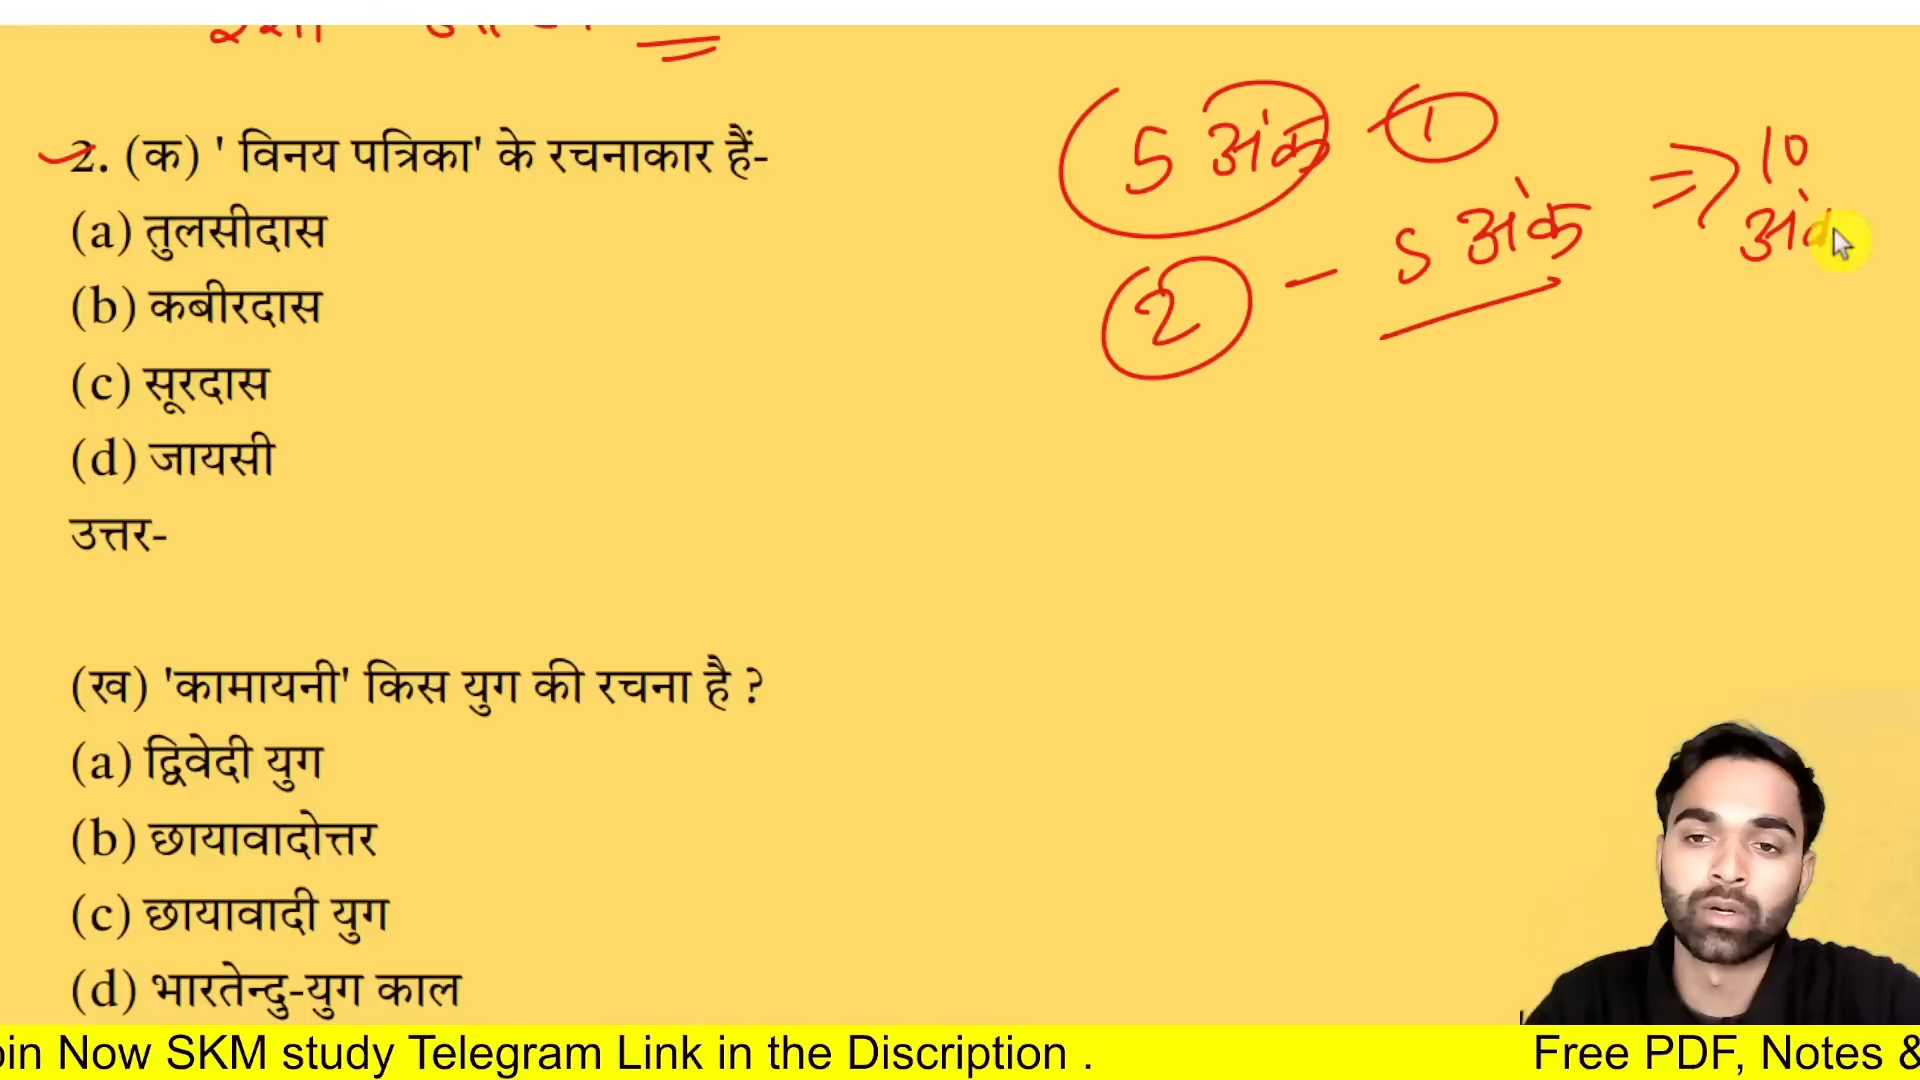 2. (क) ' विनय पत्रिका' के रचनाकार हैं-
(a) तुलसीदास
(b) कबीरदास
(c) सूरदास
(d) जायसी
उत्तर-
5 अंक 1
2 - 5 अंक
⇒ 10
(ख) 'कामायनी' किस युग की रचना है ?
(a) द्विवेदी युग
(b) छायावादोत्तर
(c) छायावादी युग
(d) भारतेन्दु-युग काल
Now SKM study Telegram Link in the Discription .
Free PDF, Notes &